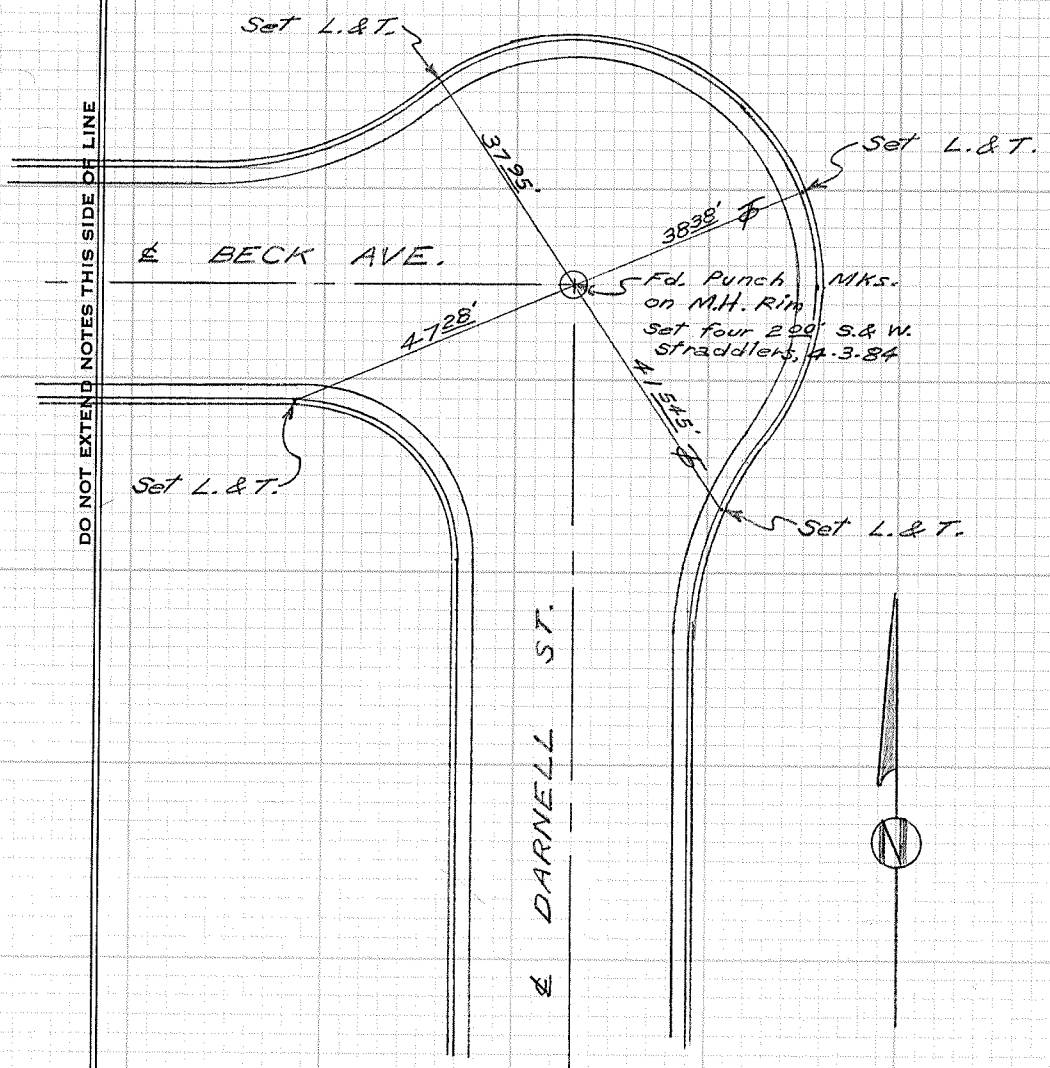 Set L.&T.
DO NOT EXTEND NOTES THIS SIDE OF LINE
37.95'
Set L.&T.
38.38'
℄ BECK AVE.
Fd. Punch Mks.
on M.H. Rim
Set four 2.00' S.& W.
straddlers, 4-3-84
47.28'
41.545'
Set L.&T.
Set L.&T.
℄ DARNELL ST.
N